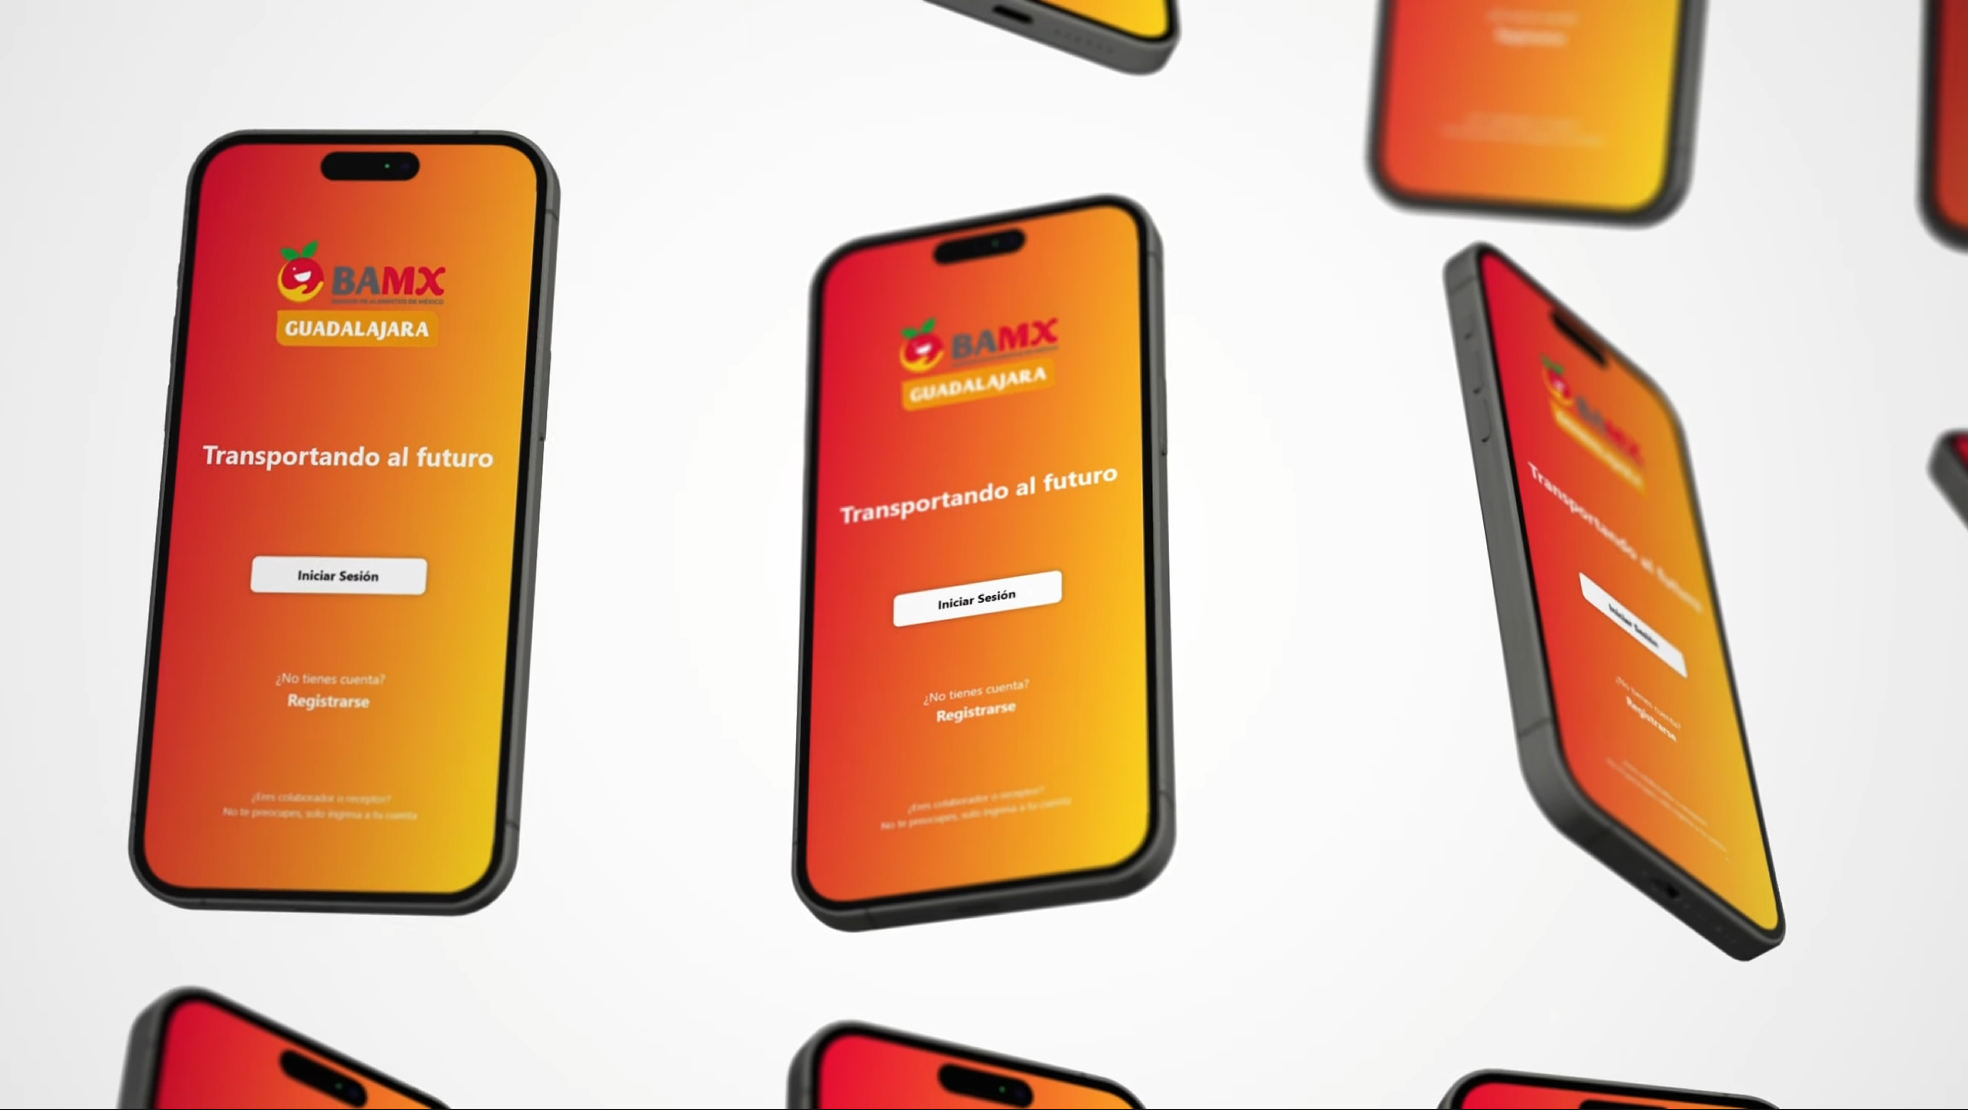 BAMX
BANCO DE ALIMENTOS DE MÉXICO
GUADALAJARA
Transportando al futuro
Iniciar Sesión
¿No tienes cuenta?
Registrarse
¿Eres colaborador o receptor?
No te preocupes, solo ingresa a tu cuenta
BAMX
GUADALAJARA
Transportando al futuro
Iniciar Sesión
¿No tienes cuenta?
Registrarse
¿Eres colaborador o receptor?
No te preocupes, solo ingresa a tu cuenta
BAMX
Transportando al futuro
Iniciar Sesión
¿No tienes cuenta?
Registrarse
Registrarse